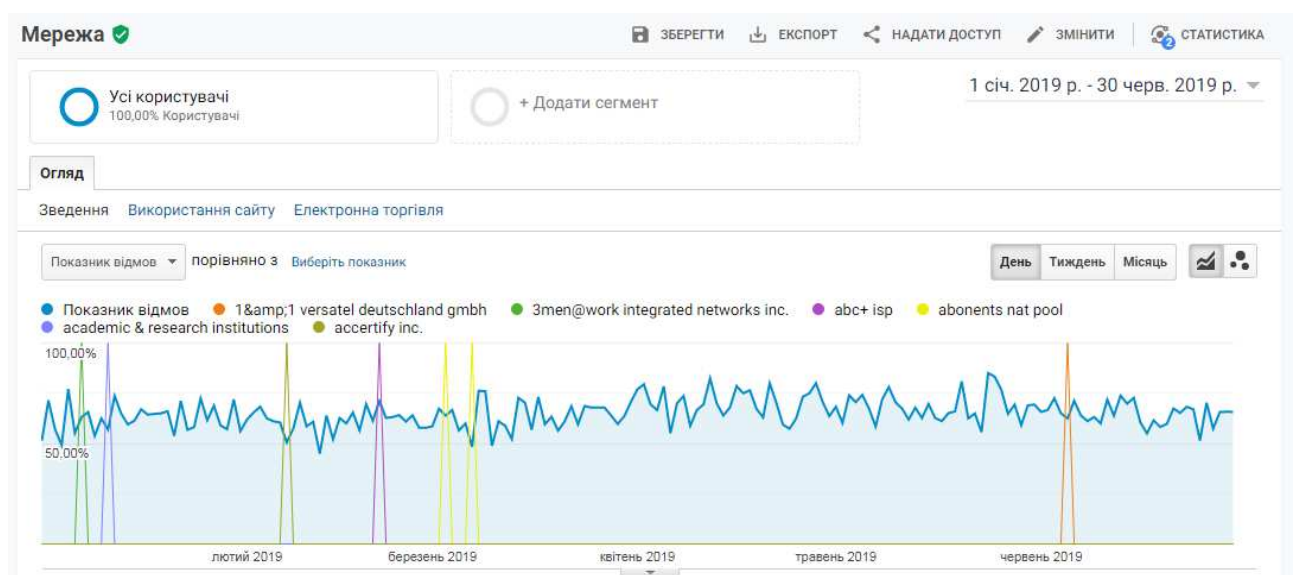 Мережа
ЗБЕРЕГТИ ЕКСПОРТ НАДАТИ ДОСТУП ЗМІНИТИ 2 СТАТИСТИКА
Усі користувачі
100,00% Користувачі
+ Додати сегмент
1 січ. 2019 р. - 30 черв. 2019 р.
Огляд
Зведення Використання сайту Електронна торгівля
Показник відмов порівняно з Виберіть показник
День Тиждень Місяць
Показник відмов 1&amp;1 versatel deutschland gmbh 3men@work integrated networks inc. abc+ isp abonents nat pool
academic & research institutions accertify inc.
100,00%
50,00%
лютий 2019 березень 2019 квітень 2019 травень 2019 червень 2019